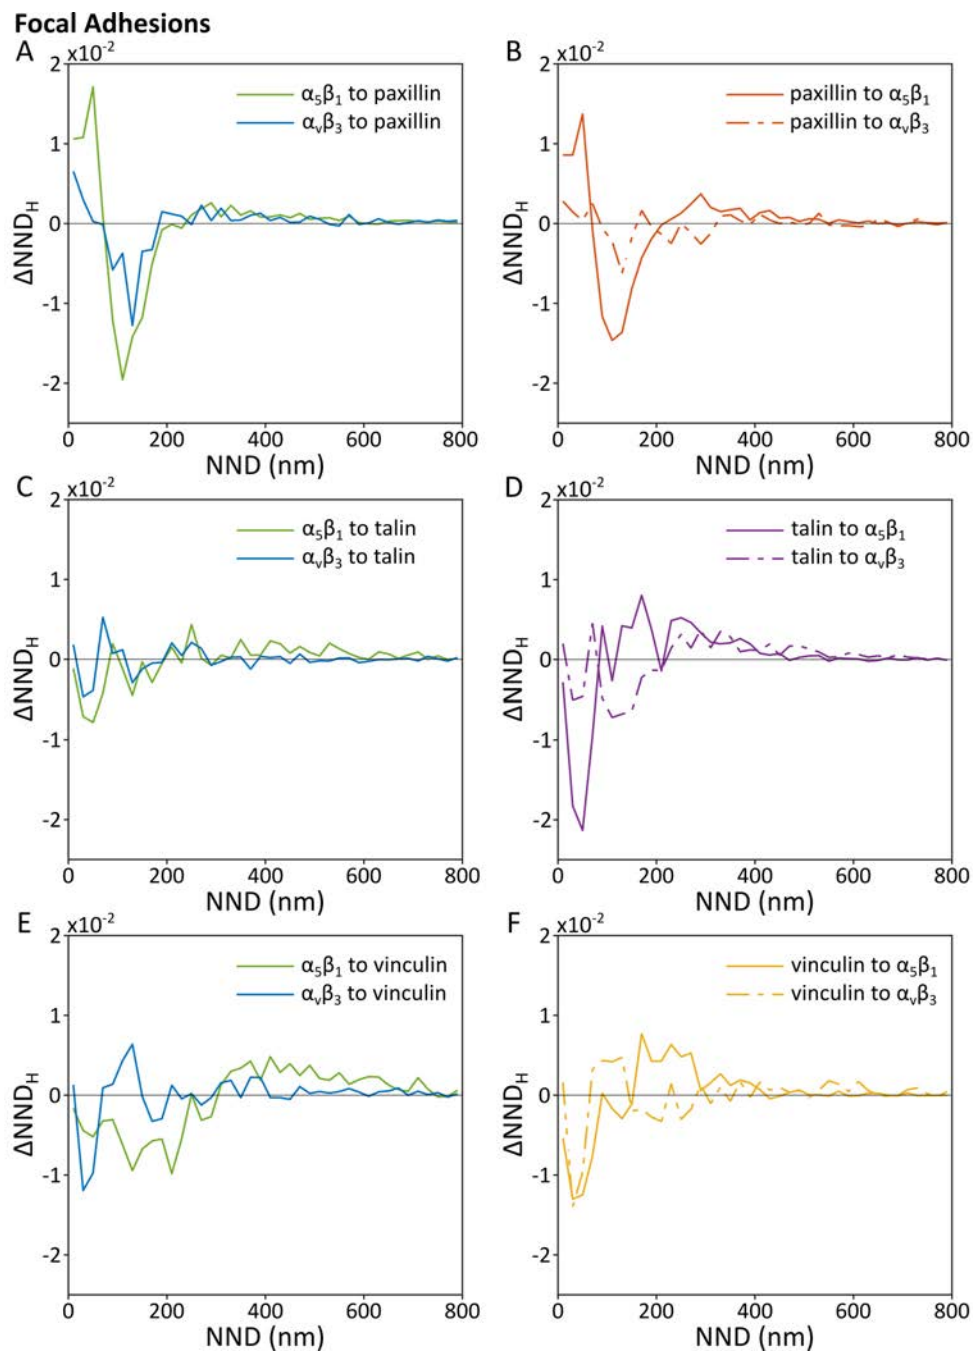 Focal Adhesions
A
x10⁻²
2
1
0
-1
-2
ΔNND_H
α₅β₁ to paxillin
αᵥβ₃ to paxillin
0 200 400 600 800
NND (nm)
B
x10⁻²
2
1
0
-1
-2
ΔNND_H
paxillin to α₅β₁
paxillin to αᵥβ₃
0 200 400 600 800
NND (nm)
C
x10⁻²
2
1
0
-1
-2
ΔNND_H
α₅β₁ to talin
αᵥβ₃ to talin
0 200 400 600 800
NND (nm)
D
x10⁻²
2
1
0
-1
-2
ΔNND_H
talin to α₅β₁
talin to αᵥβ₃
0 200 400 600 800
NND (nm)
E
x10⁻²
2
1
0
-1
-2
ΔNND_H
α₅β₁ to vinculin
αᵥβ₃ to vinculin
0 200 400 600 800
NND (nm)
F
x10⁻²
2
1
0
-1
-2
ΔNND_H
vinculin to α₅β₁
vinculin to αᵥβ₃
0 200 400 600 800
NND (nm)